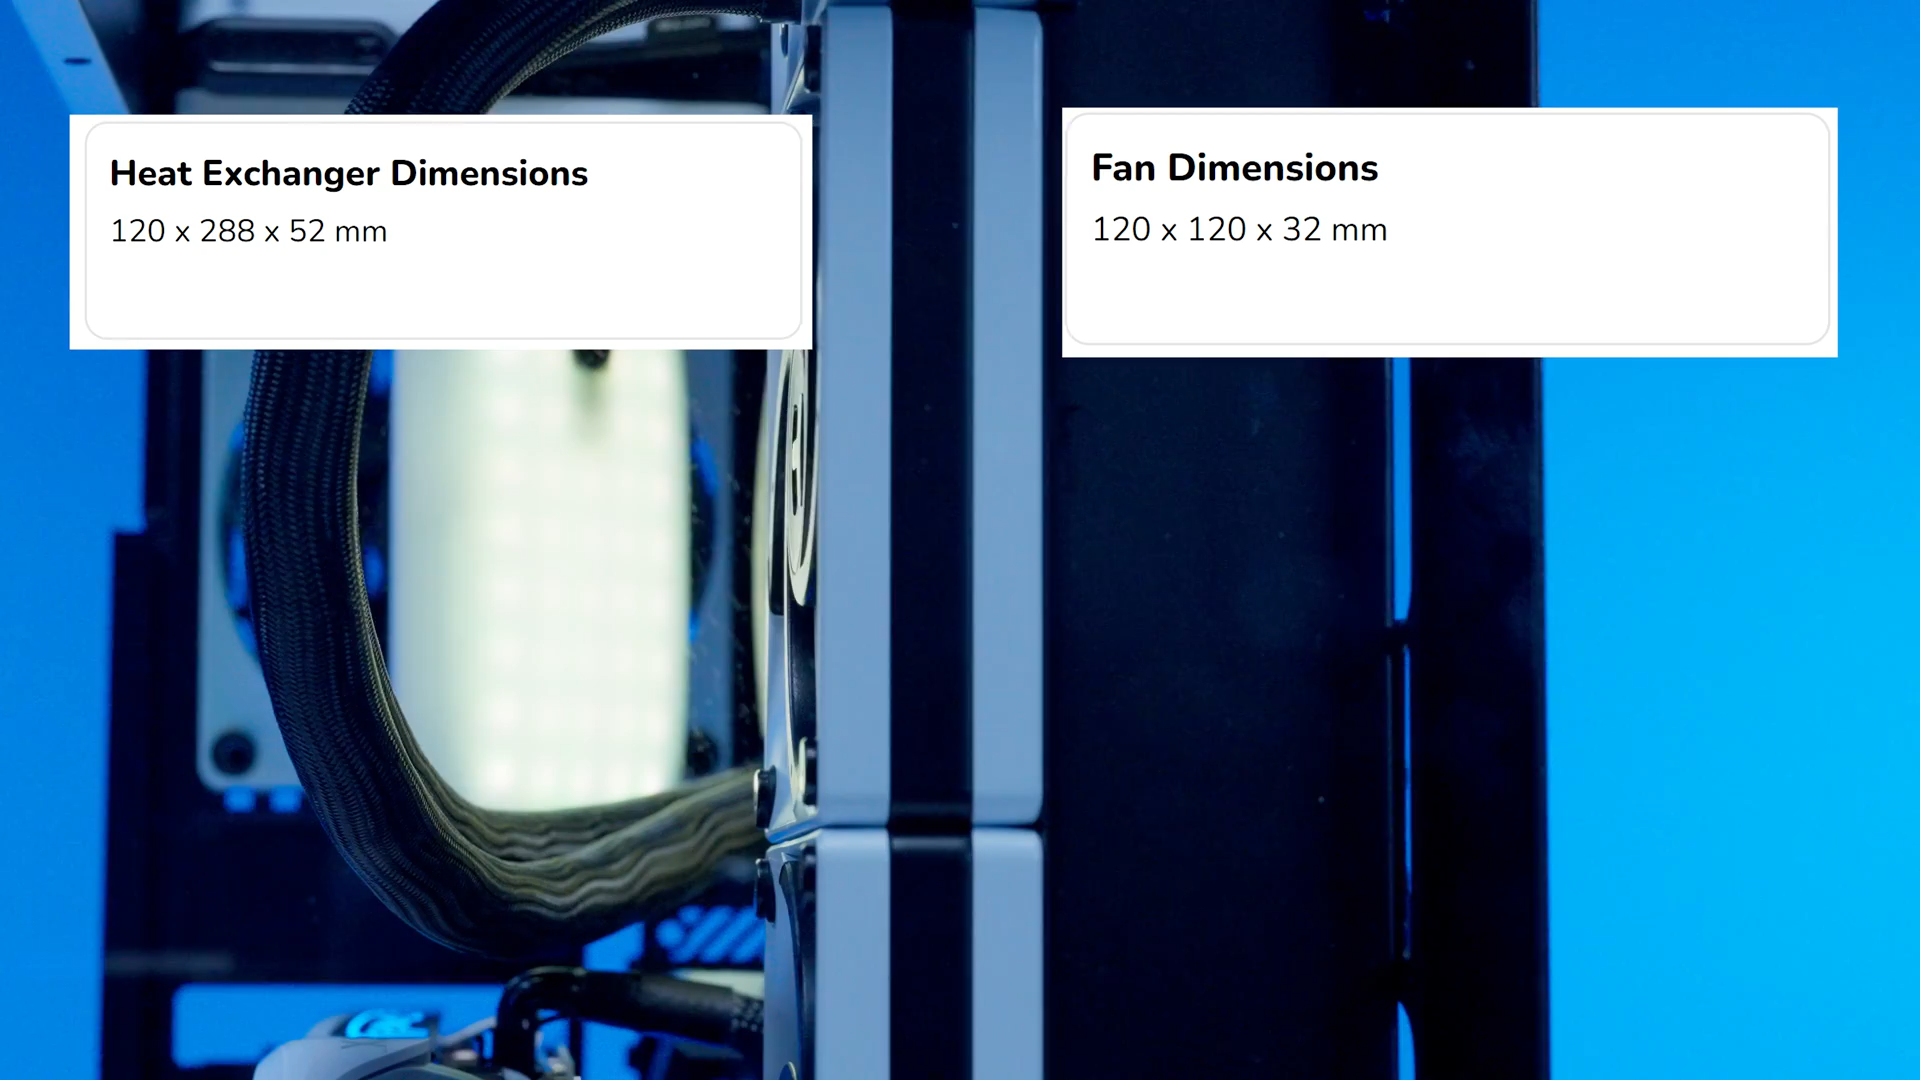 Heat Exchanger Dimensions
120 x 288 x 52 mm
Fan Dimensions
120 x 120 x 32 mm